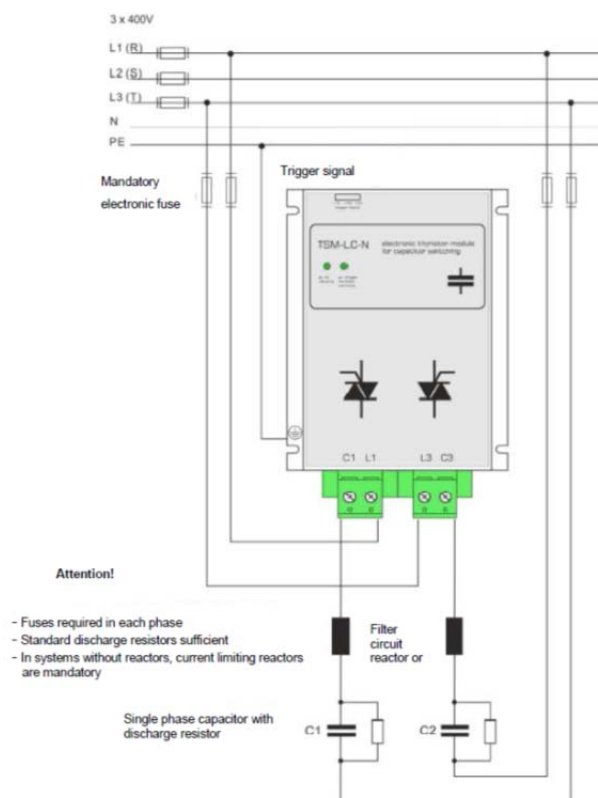 3 x 400V
L1 (R)
L2 (S)
L3 (T)
N
PE
Mandatory
electronic fuse
Trigger signal
TSM-LC-N
electronic thyristor-module
for capacitor switching
C1 L1
L3 C3
Attention!
- Fuses required in each phase
- Standard discharge resistors sufficient
- In systems without reactors, current limiting reactors
are mandatory
Filter
circuit
reactor or
Single phase capacitor with
discharge resistor
C1
C2